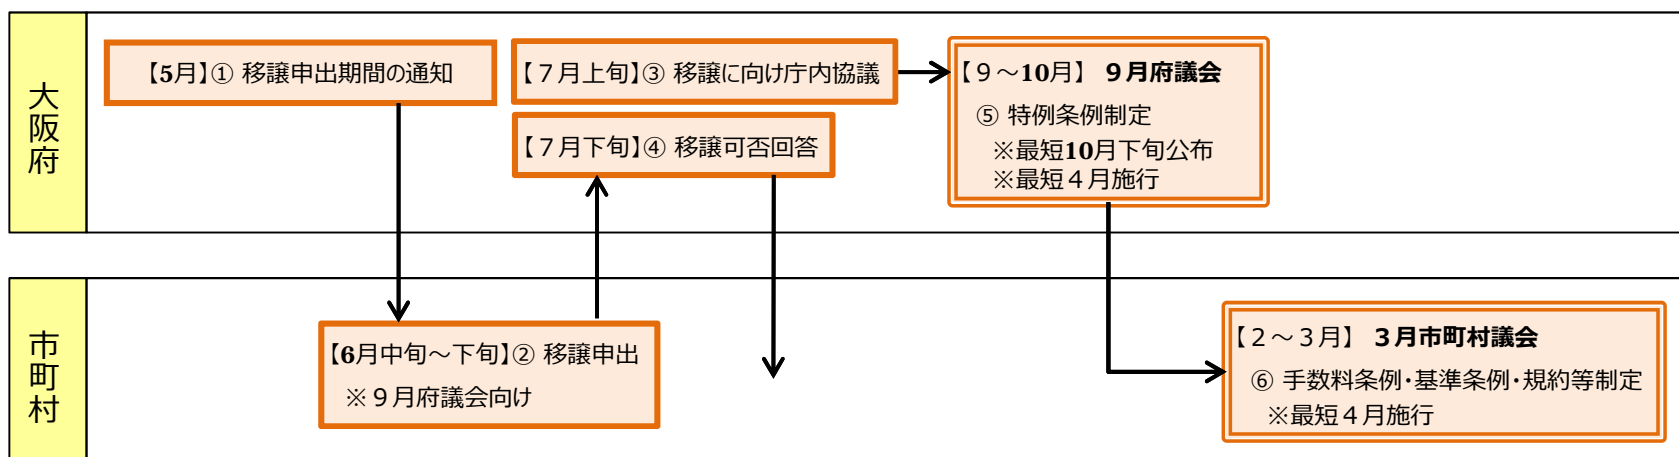 大阪府
【5月】① 移譲申出期間の通知
【７月上旬】③ 移譲に向け庁内協議
【７月下旬】④ 移譲可否回答
【９～10月】 ９月府議会
⑤ 特例条例制定
※最短10月下旬公布
※最短４月施行
市町村
【6月中旬～下旬】② 移譲申出
※９月府議会向け
【２～３月】 ３月市町村議会
⑥ 手数料条例・基準条例・規約等制定
※最短４月施行